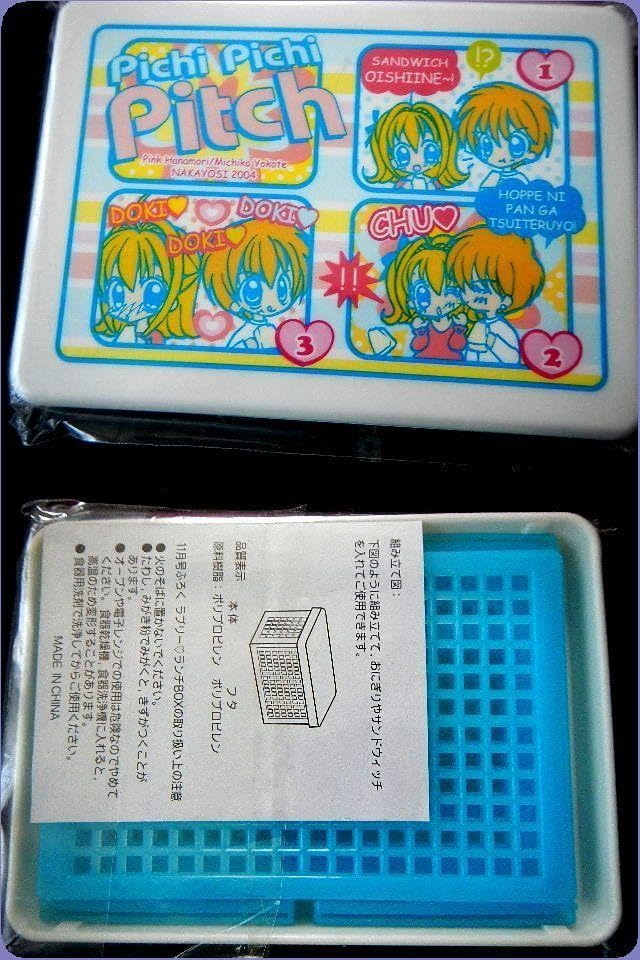 Pichi Pichi
Pitch
Pink Hanamori/Michiko Yokote
NAKAYOSI 2004
SANDWICH
OISHIINE~!
!?
1
HOPPE NI
PAN GA
TSUITERUYO!
CHU♥
!!
2
DOKI♥
DOKI♥
DOKI♥
3
組み立て図：
下図のように組み立てて、おにぎりやサンドウィッチ
を入れてご使用できます。
品質表示　本体　フタ
原料樹脂：ポリプロピレン　ポリプロピレン
11月号ふろく ラブリー♡ランチBOXの取り扱い上の注意
●火のそばに置かないでください。
●たわし、みがき粉でみがくと、きずがつくことが
あります。
●オーブンや電子レンジでの使用は危険なのでやめて
ください。食器乾燥機、食器洗浄機に入れると、
高温のため変形することがあります。
●食器用洗剤で洗浄してからご使用ください。
MADE IN CHINA